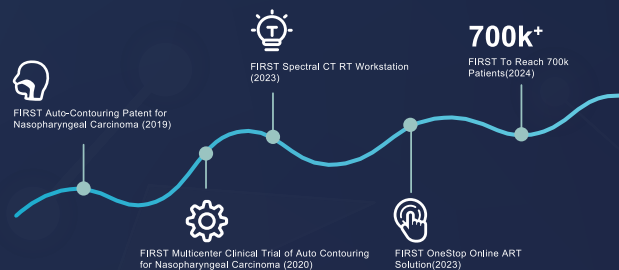 FIRST Auto-Contouring Patent for
Nasopharyngeal Carcinoma (2019)
FIRST Multicenter Clinical Trial of Auto Contouring
for Nasopharyngeal Carcinoma (2020)
T
FIRST Spectral CT RT Workstation
(2023)
FIRST OneStop Online ART
Solution(2023)
700k+
FIRST To Reach 700k
Patients(2024)